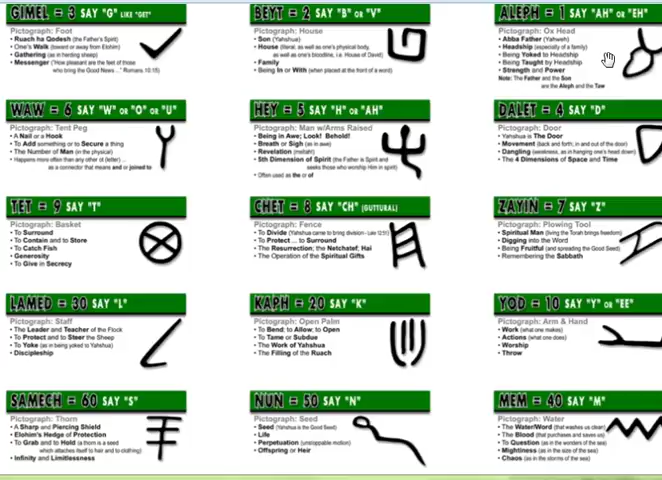 GIMEL = 3 SAY "G" LIKE "GET"
Pictograph: Foot
• Ruach ha Qodesh (the Father's Spirit)
• One's Walk (toward or away from Elohim)
• Gathering (as in herding sheep)
• Messenger ("How pleasant are the feet of those
who bring the Good News..." Romans. 10:15)
BEYT = 2 SAY "B" OR "V"
Pictograph: House
• Son (Yahshua)
• House (literal, as well as one's physical body,
as well as one's bloodline, i.e. House of David)
• Family
• Being In or With (when placed at the front of a word)
ALEPH = 1 SAY "AH" OR "EH"
Pictograph: Ox Head
• Abba Father (Yahweh)
• Headship (especially of a family)
• Being Yoked to Headship
• Being Taught by Headship
• Strength and Power
Note: The Father and the Son
are the Aleph and the Taw
WAW = 6 SAY "W" OR "O" OR "U"
Pictograph: Tent Peg
• A Nail or a Hook
• To Add something or to Secure a thing
• The Number of Man (in the physical)
• Happens more often than any other (it letter) ...
as a connector that means and or joined to
HEY = 5 SAY "H" OR "AH"
Pictograph: Man w/Arms Raised
• Being in Awe; Look! Behold!
• Breath or Sigh (as in awe)
• Revelation
• 5th Dimension of Spirit (the Father is Spirit and
seeks those who worship Him in spirit)
• Often used as the or of
DALET = 4 SAY "D"
Pictograph: Door
• Yahshua is The Door
• Movement (back and forth; in and out of the door)
• Dangling (weakness, as in hanging one's head down)
• The 4 Dimensions of Space and Time
TET = 9 SAY "T"
Pictograph: Basket
• To Surround
• To Contain and to Store
• To Catch Fish
• Generosity
• To Give in Secrecy
CHET = 8 SAY "CH" (GUTTURAL)
Pictograph: Fence
• To Divide (Yahshua came to bring division - Luke 12:51)
• To Protect ... to Surround
• The Resurrection; the Netchatef; Hai
• The Operation of the Spiritual Gifts
ZAYIN = 7 SAY "Z"
Pictograph: Plowing Tool
• Spiritual Man (living the Torah brings freedom)
• Digging into the Word
• Being Fruitful (and spreading the Good Seed)
• Remembering the Sabbath
LAMED = 30 SAY "L"
Pictograph: Staff
• The Leader and Teacher of the Flock
• To Protect and to Steer the Sheep
• To Yoke (as in being yoked to Yahshua)
• Discipleship
KAPH = 20 SAY "K"
Pictograph: Open Palm
• To Bend; to Allow; to Open
• To Tame or Subdue
• The Work of Yahshua
• The Filling of the Ruach
YOD = 10 SAY "Y" OR "EE"
Pictograph: Arm & Hand
• Work (what one makes)
• Actions (what one does)
• Worship
• Throw
SAMECH = 60 SAY "S"
Pictograph: Thorn
• A Sharp and Piercing Shield
• Elohim's Hedge of Protection
• To Grab and to Hold (a thorn is a seed
which attaches itself to hair and to clothing)
• Infinity and Limitlessness
NUN = 50 SAY "N"
Pictograph: Seed
• Seed (Yahshua is the Good Seed)
• Life
• Perpetuation (unstoppable motion)
• Offspring or Heir
MEM = 40 SAY "M"
Pictograph: Water
• The Water/Word (that washes us clean)
• The Blood (that purchases and saves us)
• To Question (as in the wonders of the sea)
• Mightiness (as in the size of the sea)
• Chaos (as in the storms of the sea)